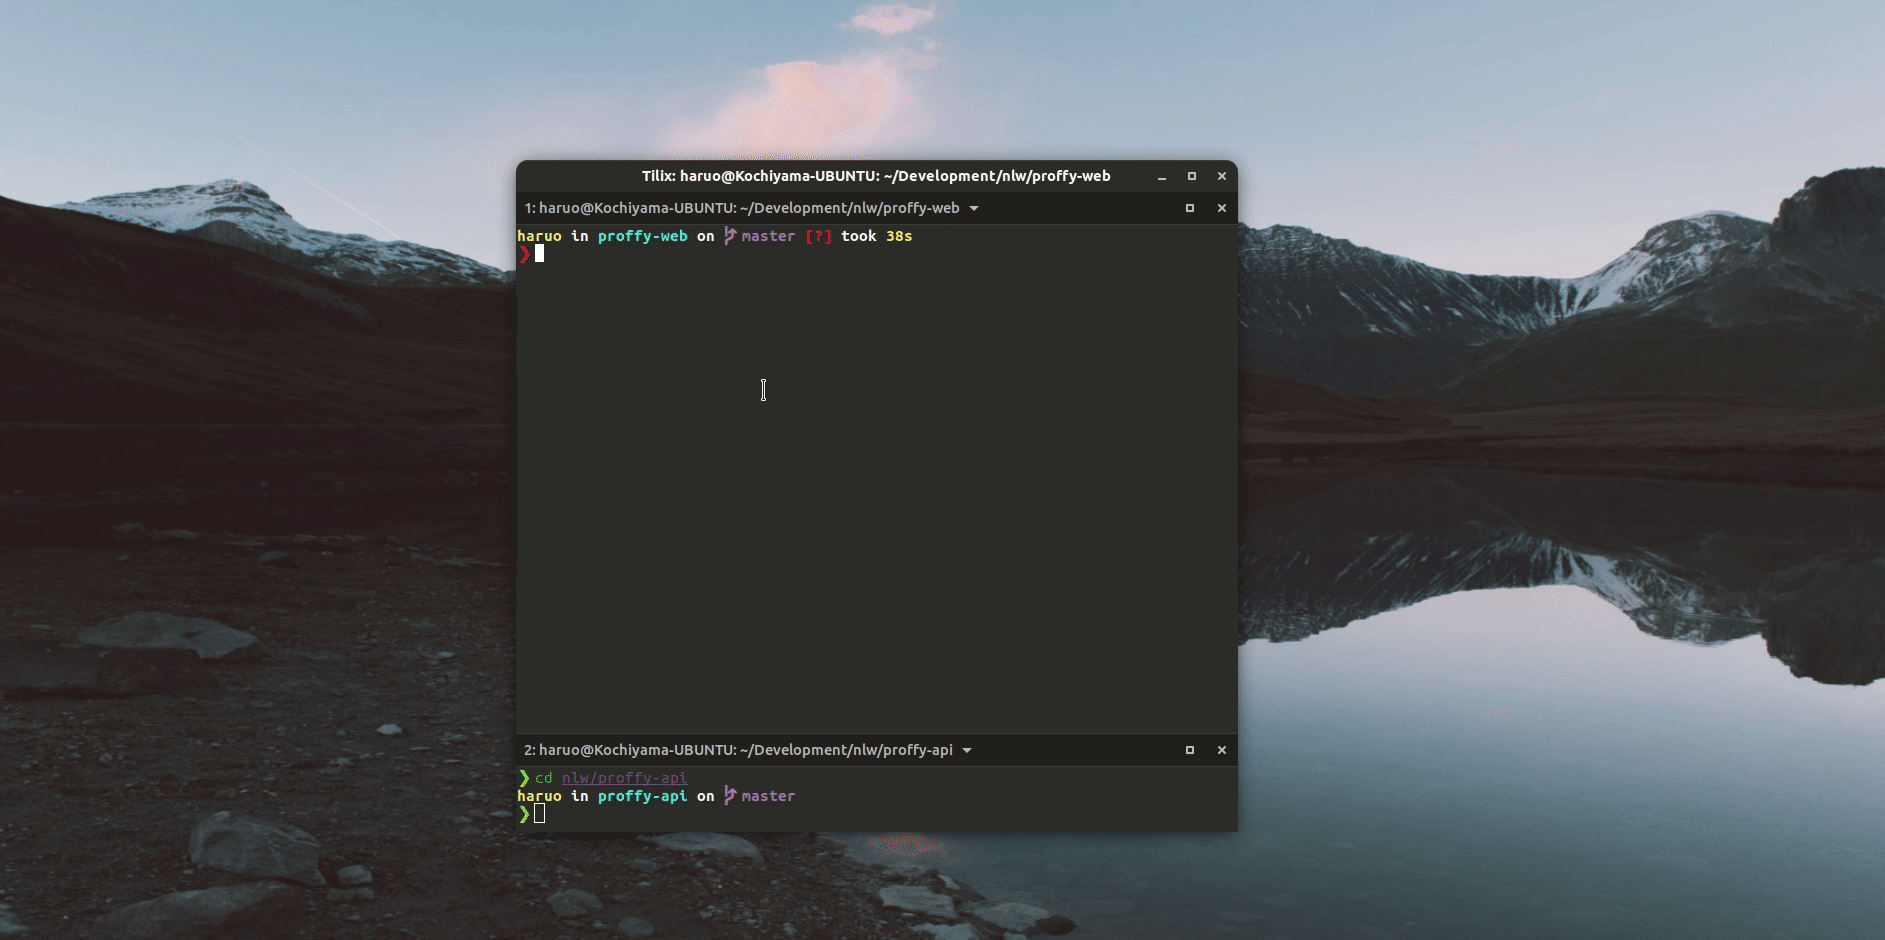 Tilix: haruo@Kochiyama-UBUNTU: ~/Development/nlw/proffy-web
1: haruo@Kochiyama-UBUNTU: ~/Development/nlw/proffy-web
haruo in proffy-web on master [?] took 38s
❯
2: haruo@Kochiyama-UBUNTU: ~/Development/nlw/proffy-api
❯ cd nlw/proffy-api
haruo in proffy-api on master
❯